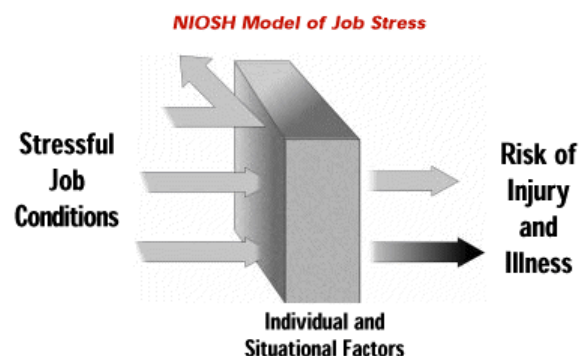 NIOSH Model of Job Stress
Stressful
Job
Conditions
Risk of
Injury
and
Illness
Individual and
Situational Factors